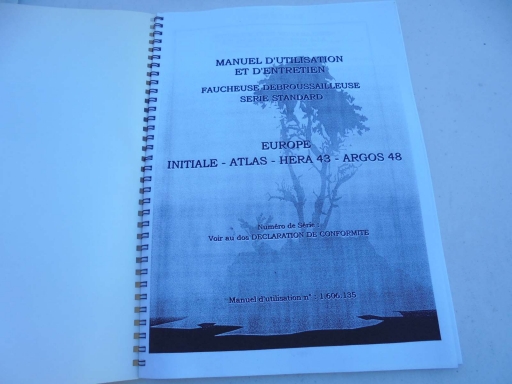 MANUEL D'UTILISATION
ET D'ENTRETIEN
FAUCHEUSE DEBROUSSAILLEUSE
SERIE STANDARD
EUROPE
INITIALE - ATLAS - HERA 43 - ARGOS 48
Numéro de Série :
Voir au dos DECLARATION DE CONFORMITE
Manuel d'utilisation n° : 1.606.135